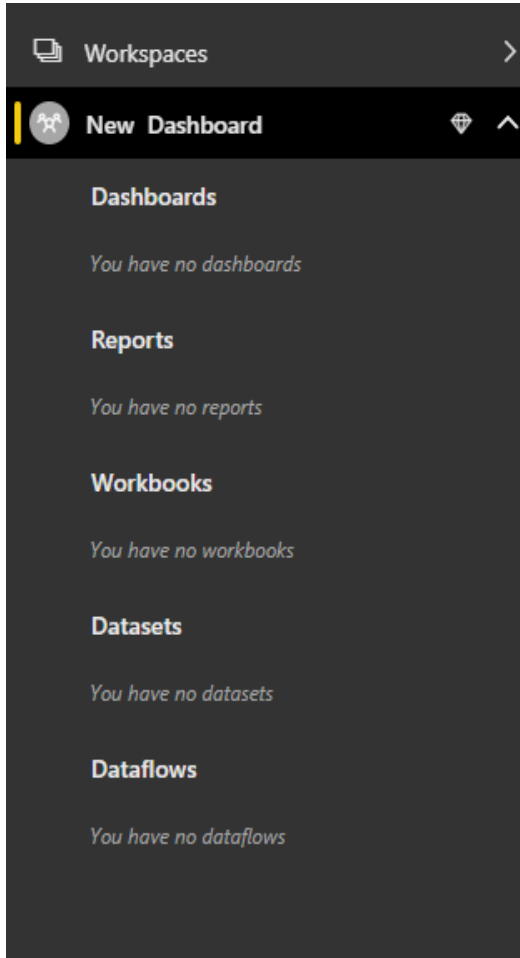 Workspaces
New Dashboard
Dashboards
You have no dashboards
Reports
You have no reports
Workbooks
You have no workbooks
Datasets
You have no datasets
Dataflows
You have no dataflows